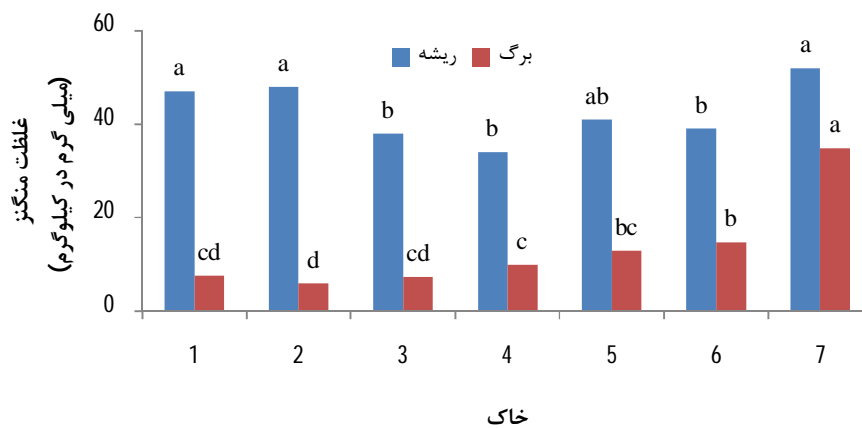 60
40
20
0
غلظت منگنز
(میلی گرم در کیلوگرم)
ریشه برگ
a a b b ab b a
cd d cd c bc b a
1 2 3 4 5 6 7
خاک